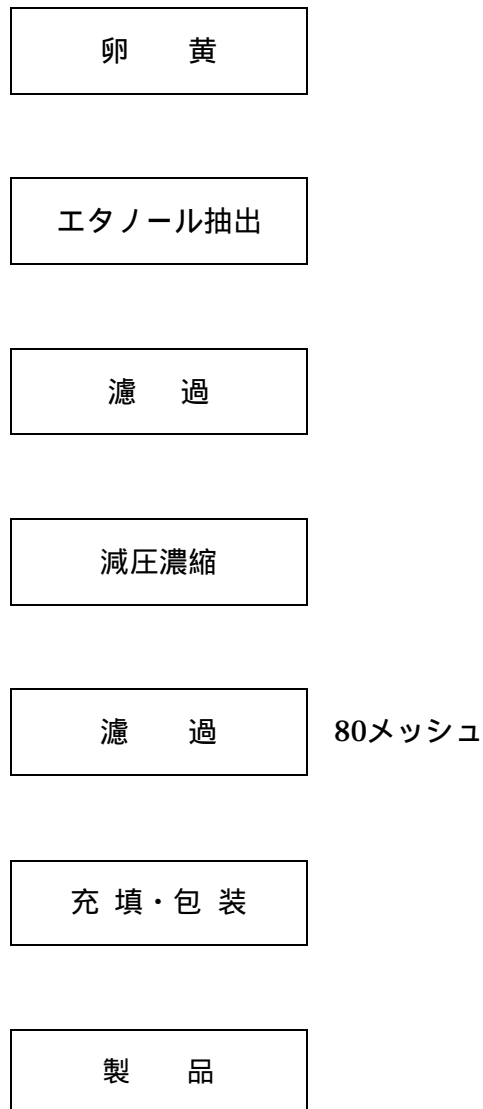 卵　黄
エタノール抽出
濾　過
減圧濃縮
濾　過　80メッシュ
充填・包装
製　品